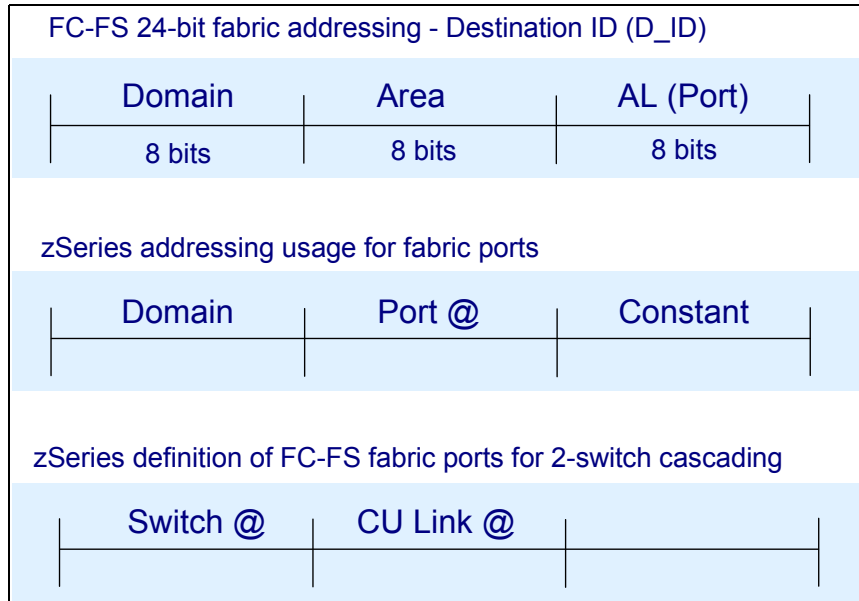 FC-FS 24-bit fabric addressing - Destination ID (D_ID)
Domain Area AL (Port)
8 bits 8 bits 8 bits
zSeries addressing usage for fabric ports
Domain Port @ Constant
zSeries definition of FC-FS fabric ports for 2-switch cascading
Switch @ CU Link @